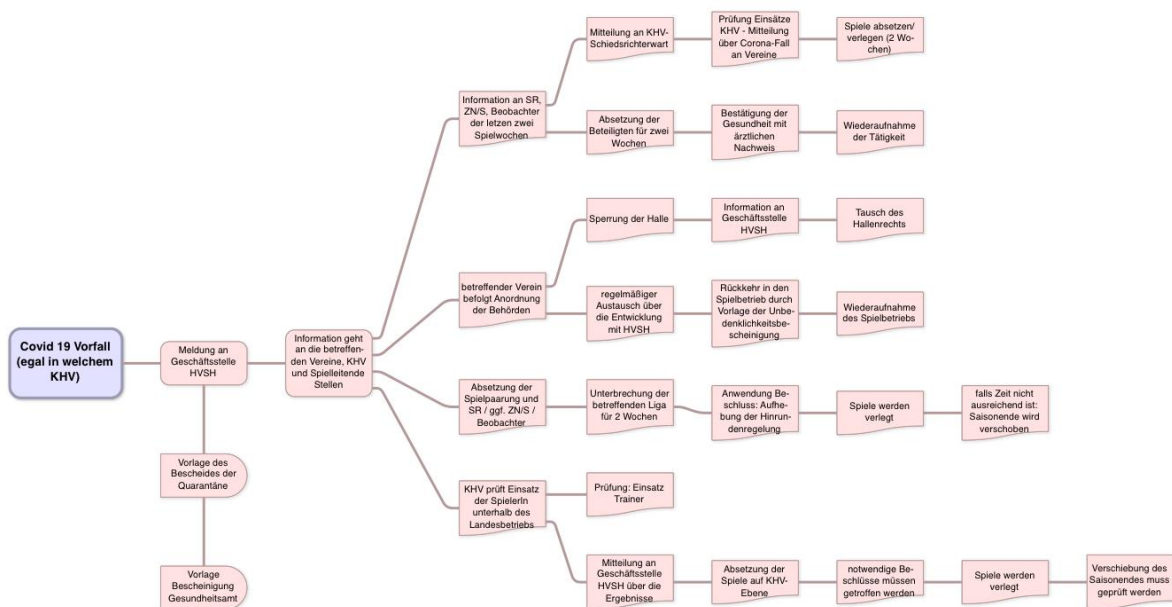 Covid 19 Vorfall
(egal in welchem
KHV)
Meldung an
Geschäftsstelle
HVSH
Vorlage des
Bescheides der
Quarantäne
Vorlage
Bescheinigung
Gesundheitsamt
Information geht
an die betreffen-
den Vereine, KHV
und Spielleitende
Stellen
Information an SR,
ZN/S, Beobachter
der letzen zwei
Spielwochen
Mitteilung an KHV-
Schiedsrichterwart
Prüfung Einsätze
KHV - Mitteilung
über Corona-Fall
an Vereine
Spiele absetzen/
verlegen (2 Wo-
chen)
Absetzung der
Beteiligten für zwei
Wochen
Bestätigung der
Gesundheit mit
ärztlichen
Nachweis
Wiederaufnahme
der Tätigkeit
betreffender Verein
befolgt Anordnung
der Behörden
Sperrung der Halle
Information an
Geschäftsstelle
HVSH
Tausch des
Hallenrechts
regelmäßiger
Austausch über
die Entwicklung
mit HVSH
Rückkehr in den
Spielbetrieb durch
Vorlage der Unbe-
denklichkeitsbe-
scheinigung
Wiederaufnahme
des Spielbetriebs
Absetzung der
Spielpaarung und
SR / ggf. ZN/S /
Beobachter
Unterbrechung der
betreffenden Liga
für 2 Wochen
Anwendung Be-
schluss: Aufhe-
bung der Hinrun-
denregelung
Spiele werden
verlegt
falls Zeit nicht
ausreichend ist:
Saisonende wird
verschoben
KHV prüft Einsatz
der SpielerIn
unterhalb des
Landesbetriebs
Prüfung: Einsatz
Trainer
Mitteilung an
Geschäftsstelle
HVSH über die
Ergebnisse
Absetzung der
Spiele auf KHV-
Ebene
notwendige Be-
schlüsse müssen
getroffen werden
Spiele werden
verlegt
Verschiebung des
Saisonendes muss
geprüft werden